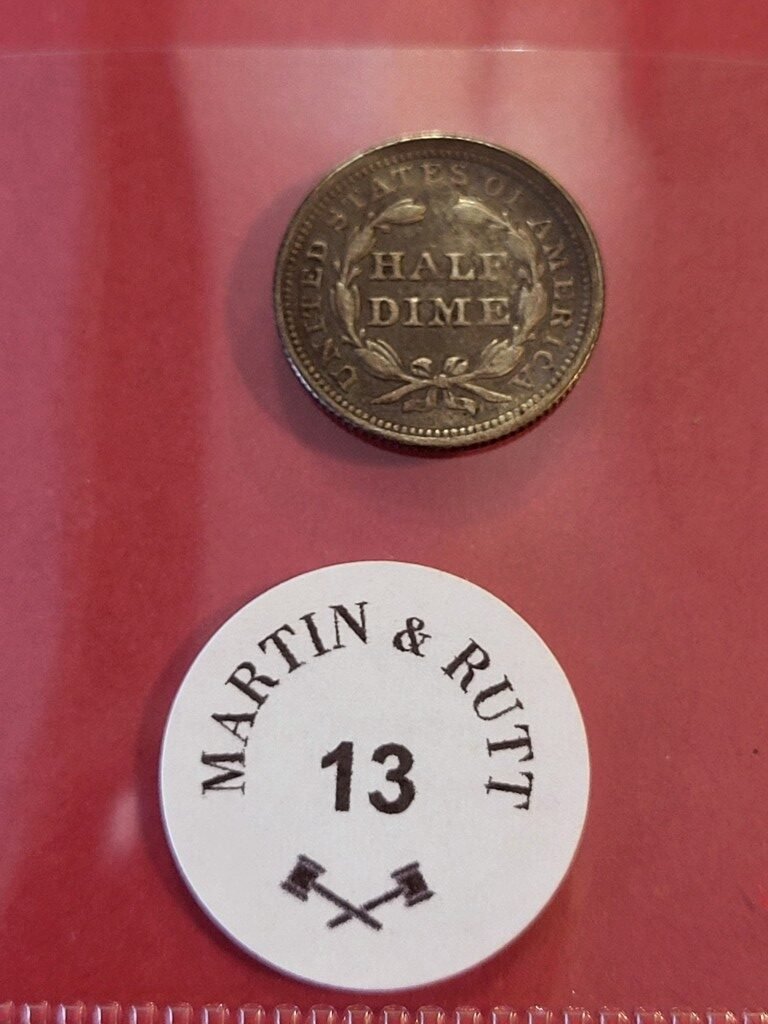 UNITED STATES OF AMERICA
HALF
DIME
MARTIN & RUTT
13